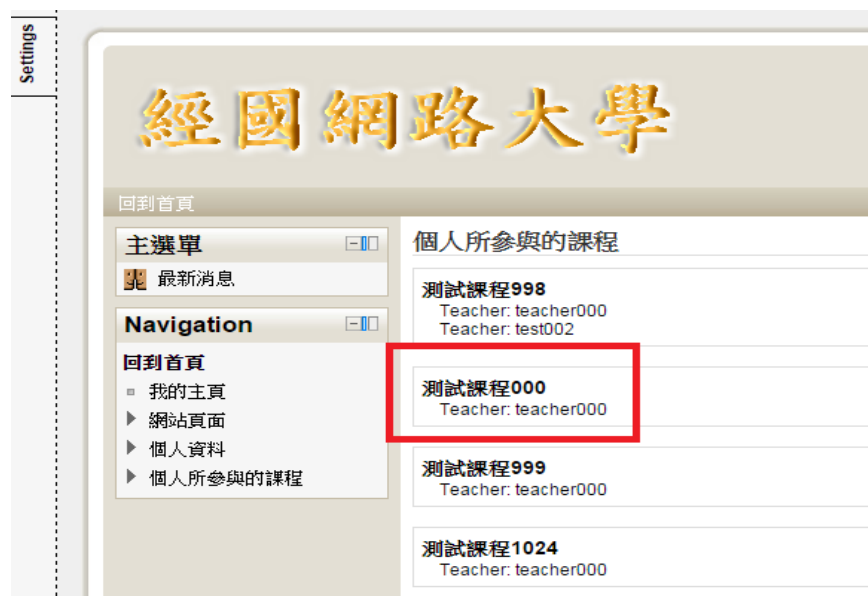 Settings
經國網路大學
回到首頁
主選單
最新消息
Navigation
回到首頁
我的主頁
網站頁面
個人資料
個人所參與的課程
個人所參與的課程
測試課程998
Teacher: teacher000
Teacher: test002
測試課程000
Teacher: teacher000
測試課程999
Teacher: teacher000
測試課程1024
Teacher: teacher000